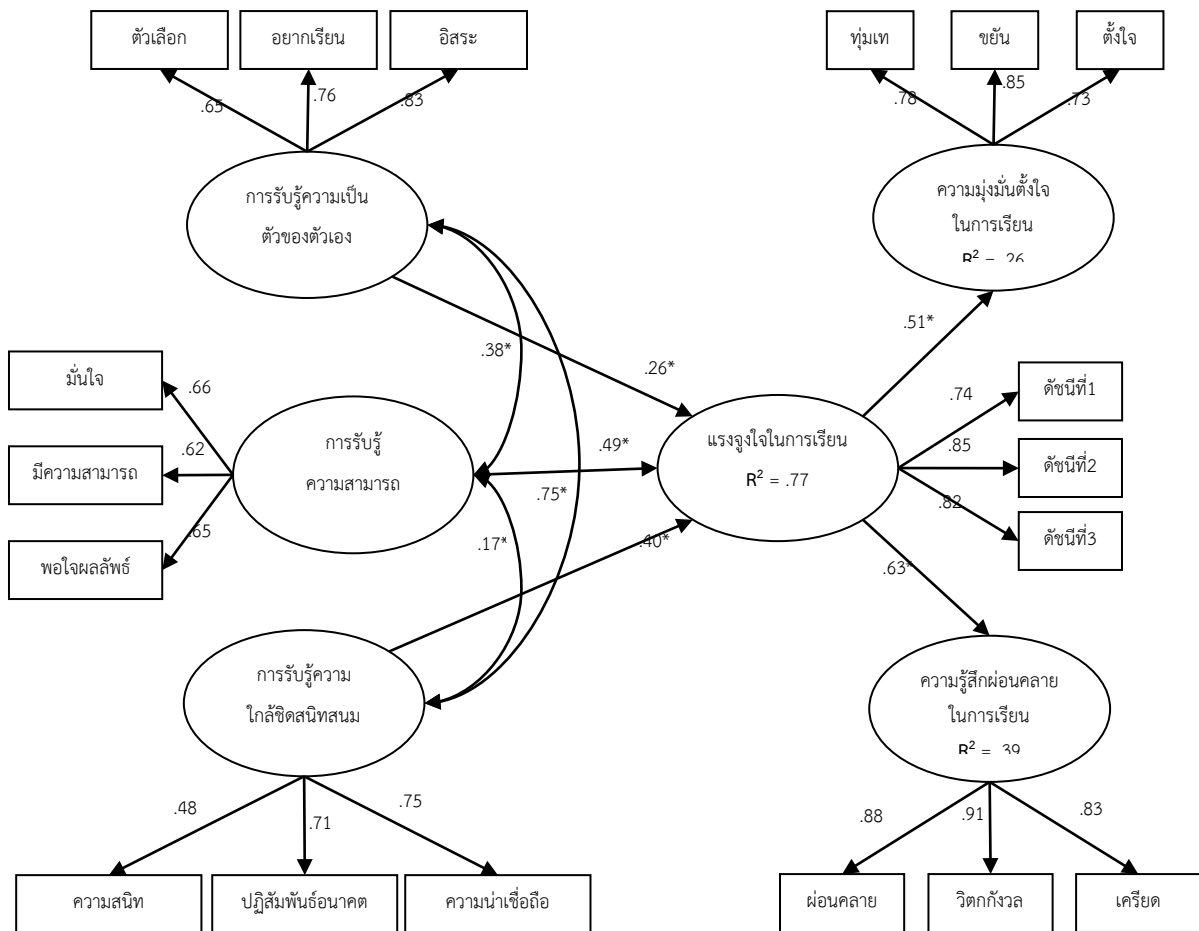 ตัวเลือก
อยากเรียน
อิสระ
ทุ่มเท
ขยัน
ตั้งใจ
.65
.76
.83
.78
.85
.73
การรับรู้ความเป็น
ตัวของตัวเอง
ความมุ่งมั่นตั้งใจ
ในการเรียน
R² = .26
.51*
.38*
.26*
มั่นใจ
มีความสามารถ
พอใจผลลัพธ์
.66
.62
.65
การรับรู้
ความสามารถ
.49*
.75*
.17*
.40*
แรงจูงใจในการเรียน
R² = .77
.74
.85
.82
ดัชนีที่1
ดัชนีที่2
ดัชนีที่3
.63*
การรับรู้ความ
ใกล้ชิดสนิทสนม
ความรู้สึกผ่อนคลาย
ในการเรียน
R² = .39
.48
.71
.75
.88
.91
.83
ความสนิท
ปฏิสัมพันธ์อนาคต
ความน่าเชื่อถือ
ผ่อนคลาย
วิตกกังวล
เครียด